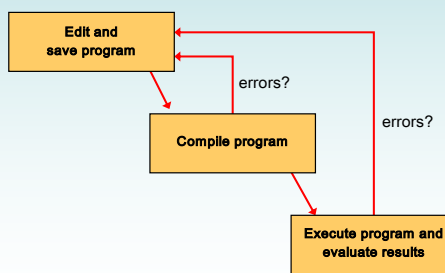 Edit and
save program
errors?
errors?
Compile program
Execute program and
evaluate results